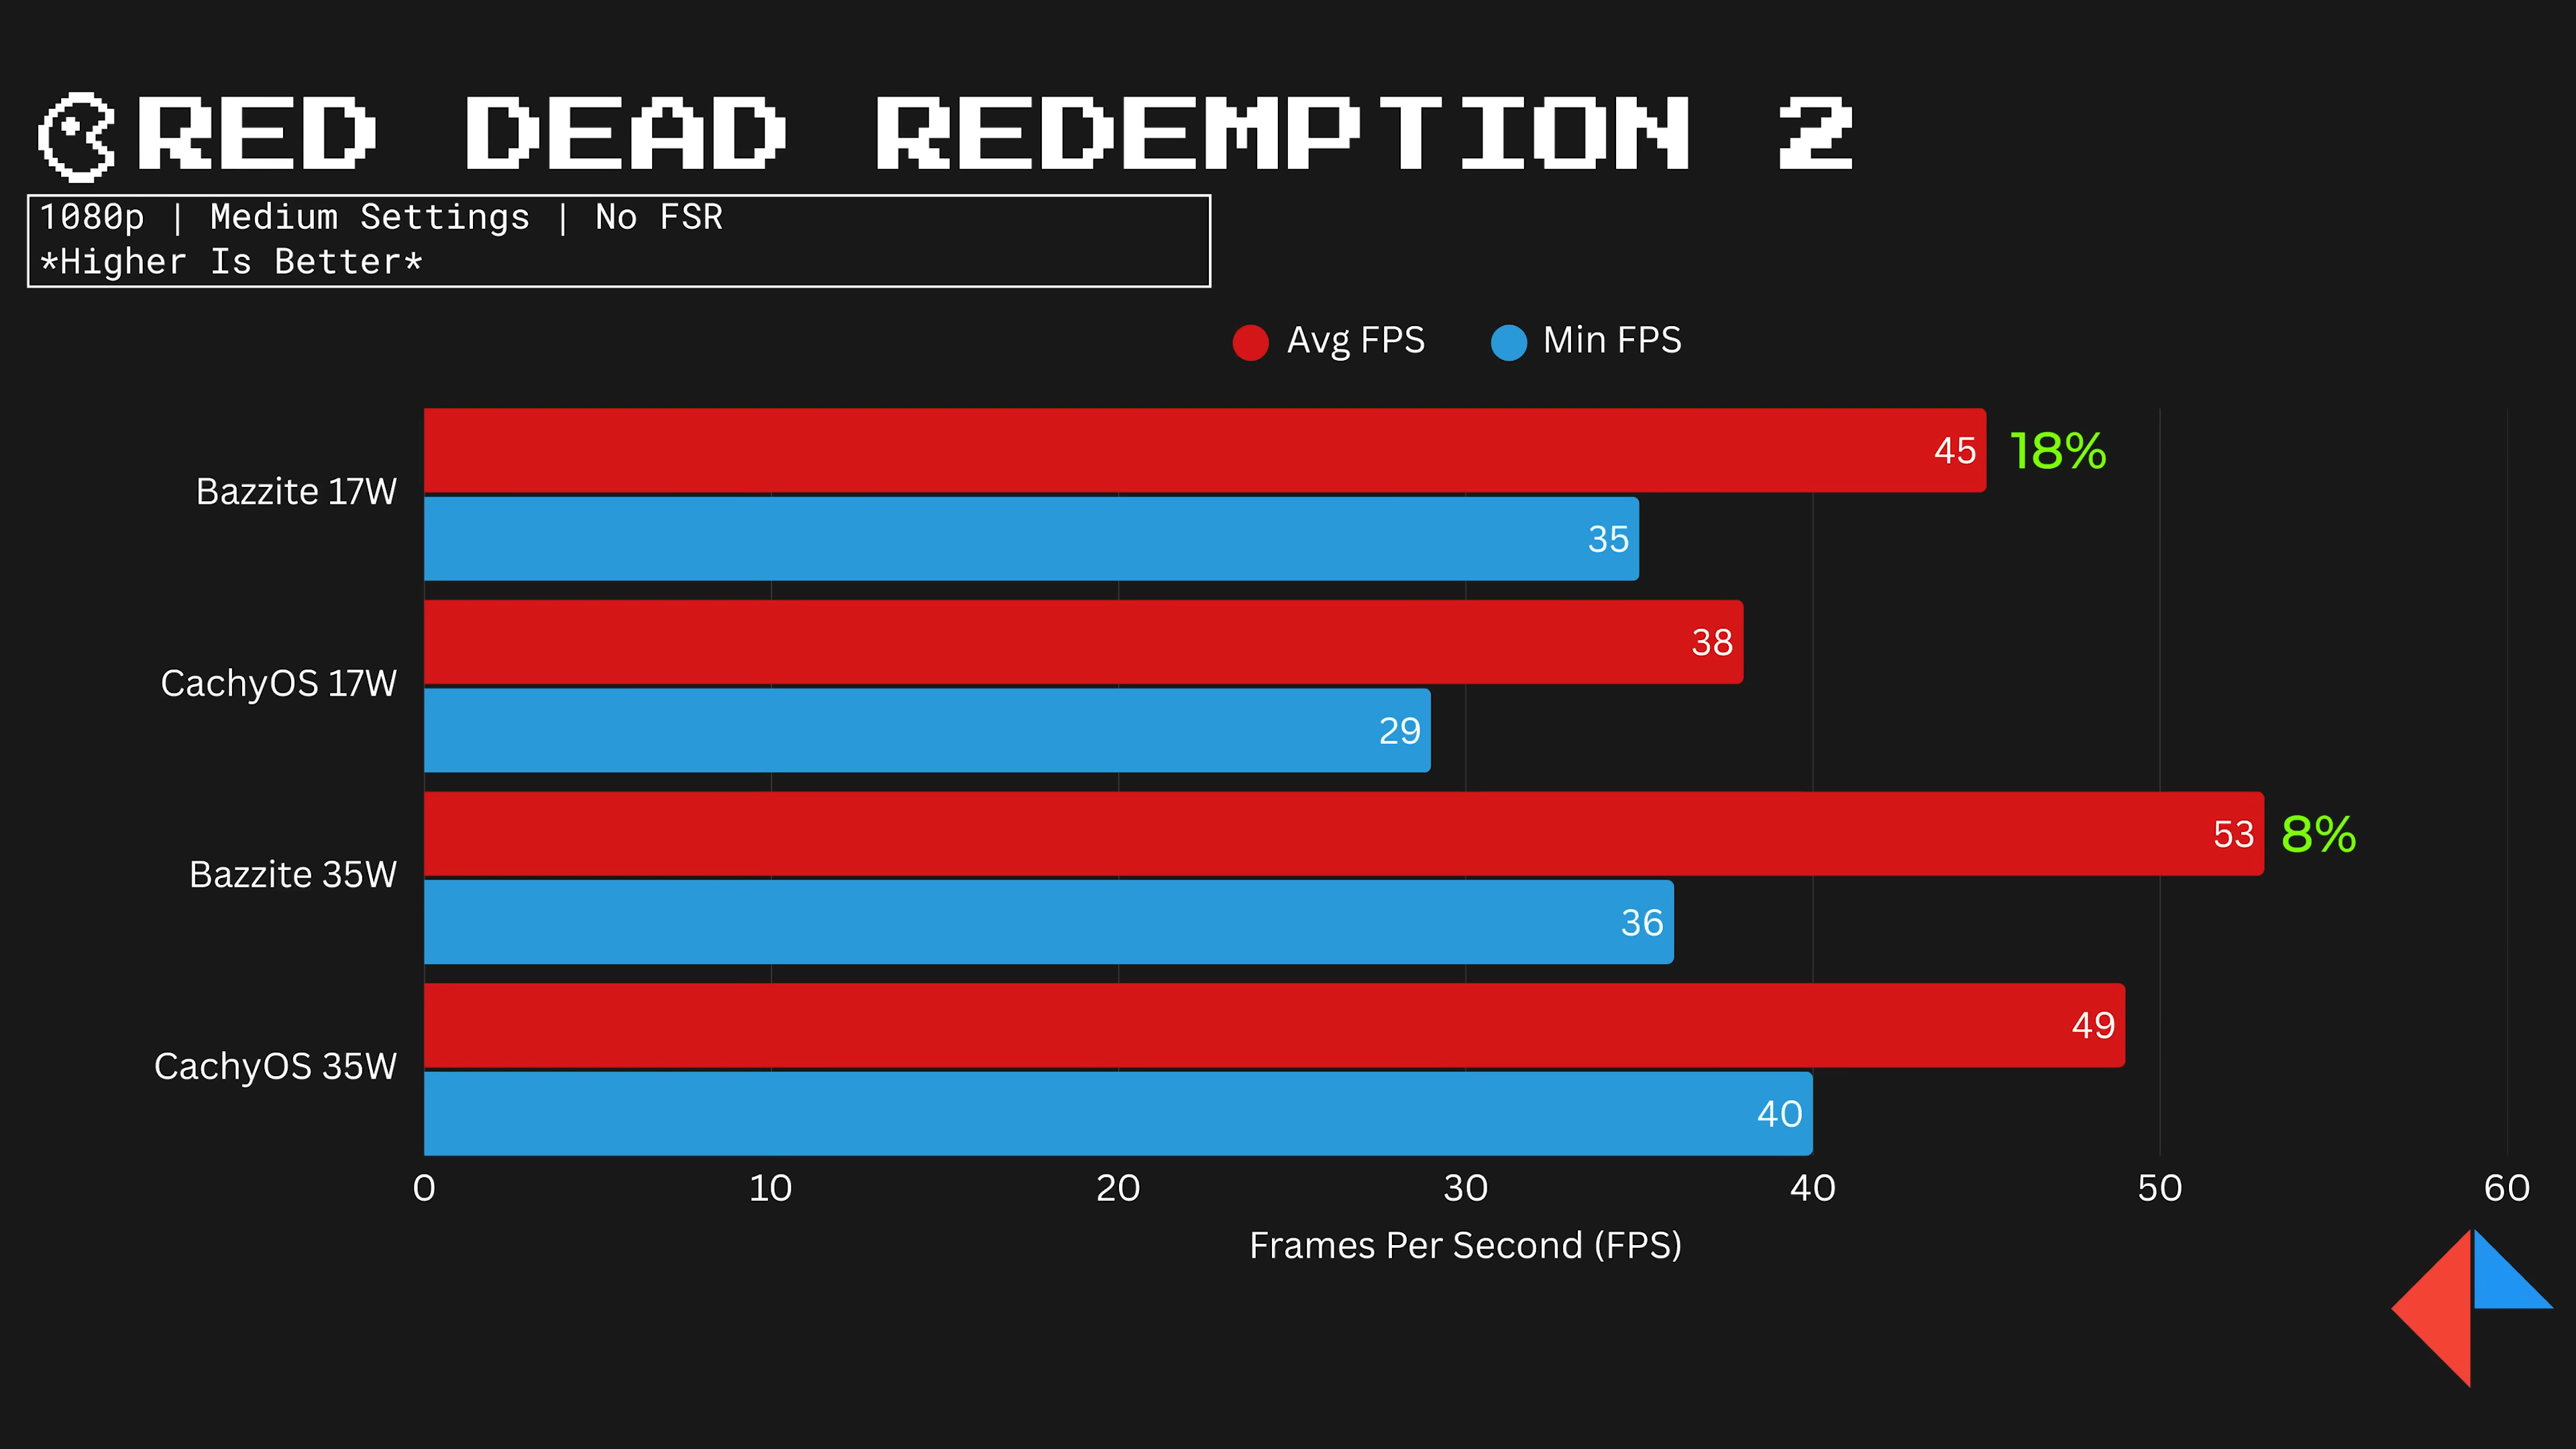 RED DEAD REDEMPTION 2
1080p | Medium Settings | No FSR
*Higher Is Better*
Avg FPS
Min FPS
45
18%
Bazzite 17W
35
38
CachyOS 17W
29
53
8%
Bazzite 35W
36
49
CachyOS 35W
40
0 10 20 30 40 50 60
Frames Per Second (FPS)